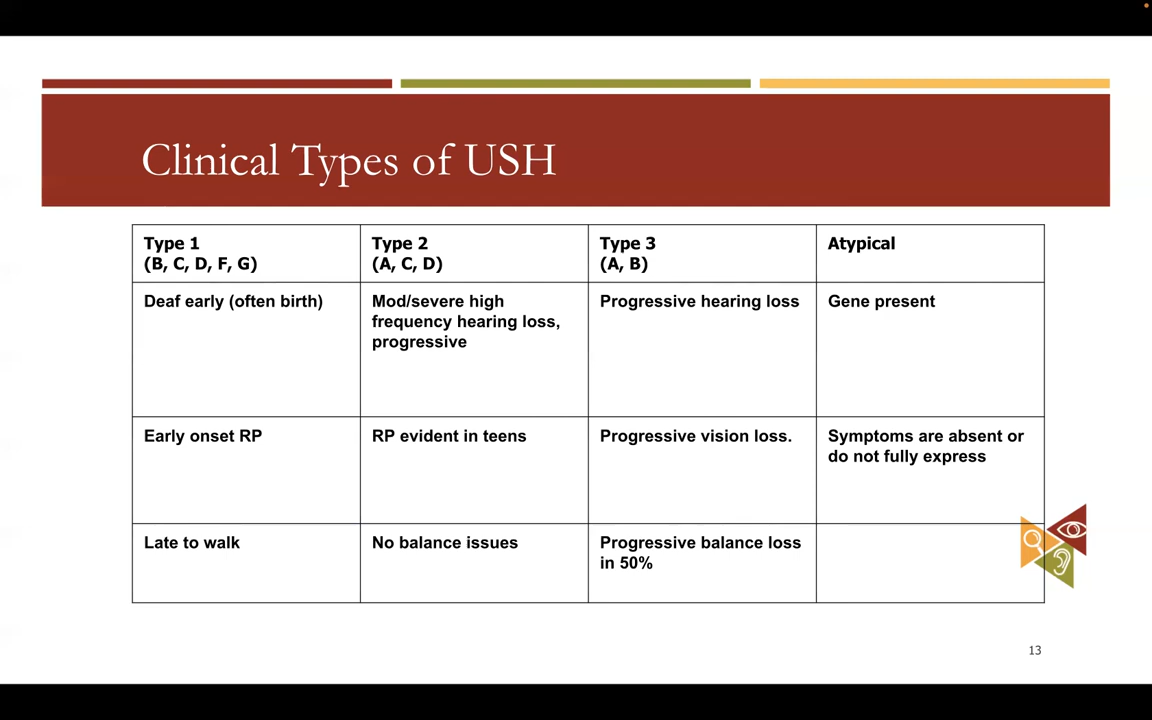 Clinical Types of USH
Type 1
(B, C, D, F, G)
Type 2
(A, C, D)
Type 3
(A, B)
Atypical
Deaf early (often birth)
Mod/severe high
frequency hearing loss,
progressive
Progressive hearing loss
Gene present
Early onset RP
RP evident in teens
Progressive vision loss.
Symptoms are absent or
do not fully express
Late to walk
No balance issues
Progressive balance loss
in 50%
13